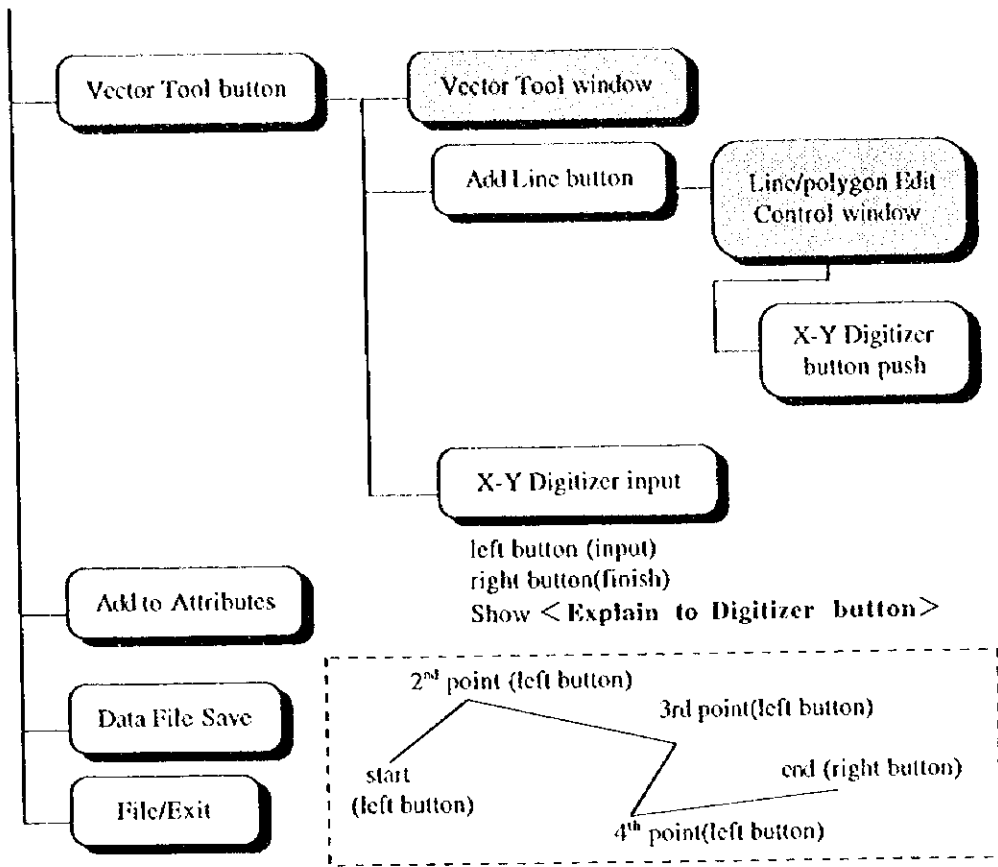 Vector Tool button
Vector Tool window
Add Line button
Line/polygon Edit
Control window
X-Y Digitizer
button push
X-Y Digitizer input
left button (input)
right button(finish)
Show <Explain to Digitizer button>
Add to Attributes
Data File Save
File/Exit
2nd point (left button)
3rd point(left button)
start
(left button)
end (right button)
4th point(left button)